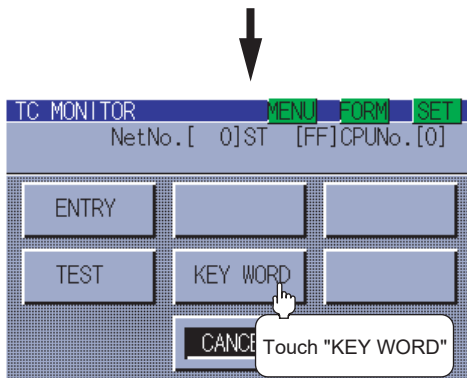 TC MONITOR MENU FORM SET
NetNo.[ 0]ST [FF]CPUNo.[0]
ENTRY
TEST KEY WORD
Touch "KEY WORD"